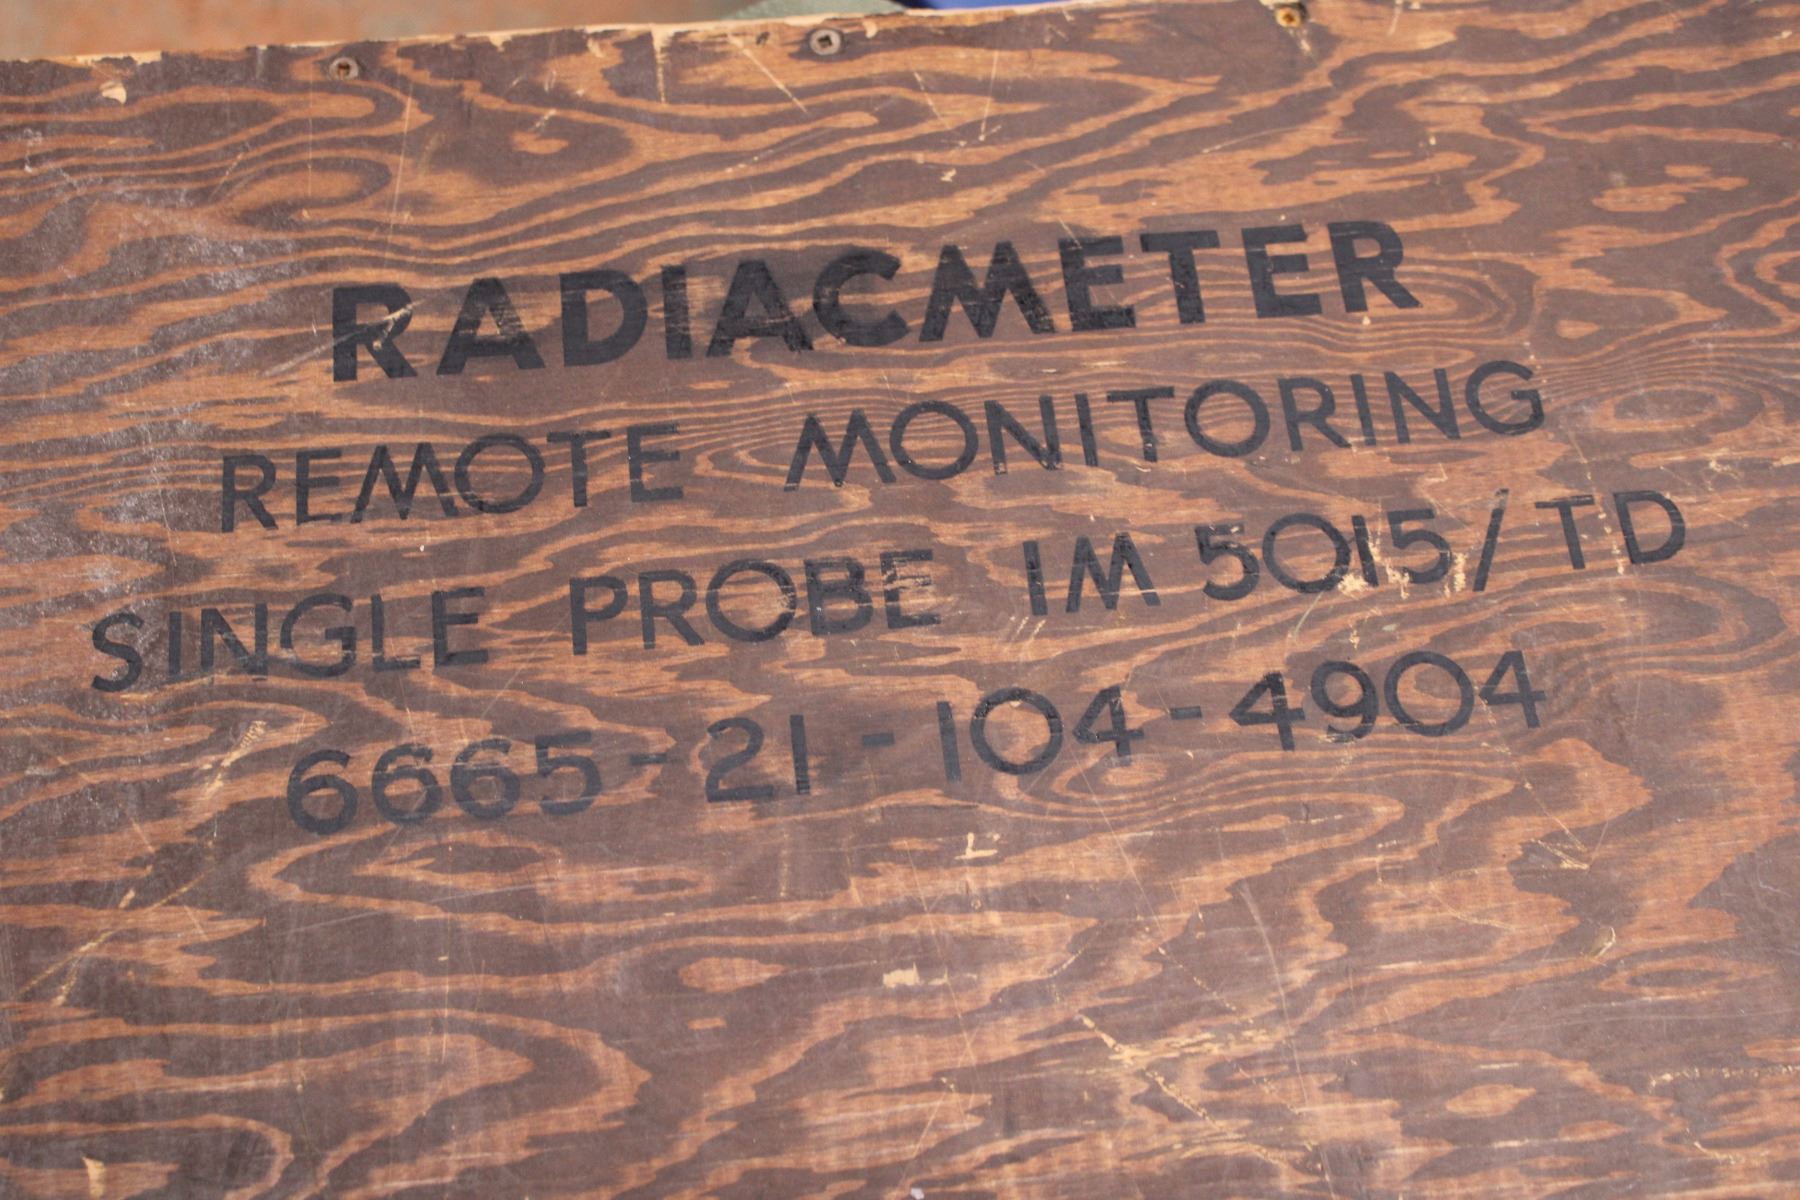 RADIACMETER
REMOTE MONITORING
SINGLE PROBE IM 5015/TD
6665-21-104-4904